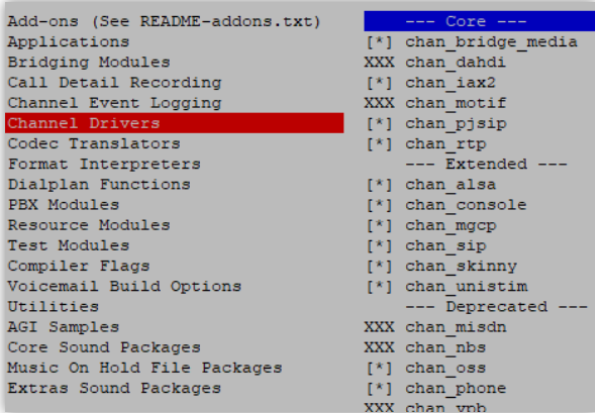 Add-ons (See README-addons.txt)
Applications
Bridging Modules
Call Detail Recording
Channel Event Logging
Channel Drivers
Codec Translators
Format Interpreters
Dialplan Functions
PBX Modules
Resource Modules
Test Modules
Compiler Flags
Voicemail Build Options
Utilities
AGI Samples
Core Sound Packages
Music On Hold File Packages
Extras Sound Packages
--- Core ---
[*] chan_bridge_media
XXX chan_dahdi
[*] chan_iax2
XXX chan_motif
[*] chan_pjsip
[*] chan_rtp
--- Extended ---
[*] chan_alsa
[*] chan_console
[*] chan_mgcp
[*] chan_sip
[*] chan_skinny
[*] chan_unistim
--- Deprecated ---
XXX chan_misdn
XXX chan_nbs
[*] chan_oss
[*] chan_phone
XXX chan_vpb